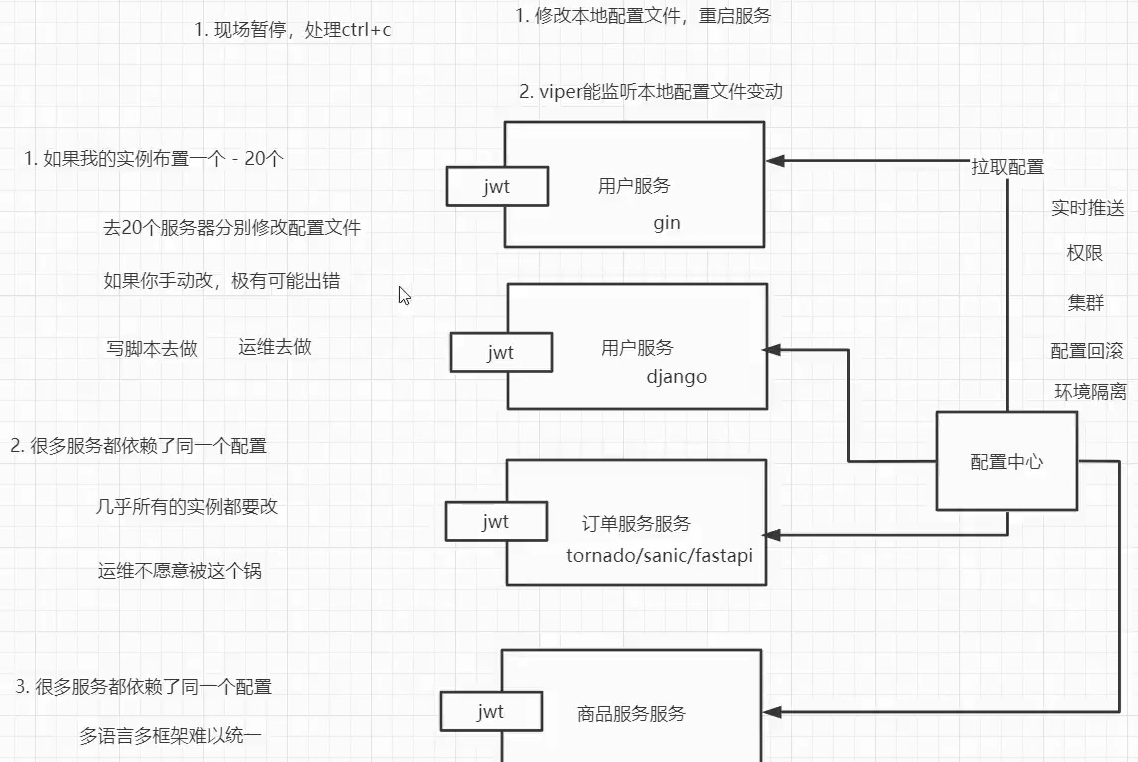 1. 现场暂停，处理ctrl+c
1. 修改本地配置文件，重启服务
2. viper能监听本地配置文件变动
1. 如果我的实例布置一个 - 20个
去20个服务器分别修改配置文件
如果你手动改，极有可能出错
写脚本去做
运维去做
2. 很多服务都依赖了同一个配置
几乎所有的实例都要改
运维不愿意被这个锅
3. 很多服务都依赖了同一个配置
多语言多框架难以统一
jwt
用户服务
gin
jwt
用户服务
django
jwt
订单服务服务
tornado/sanic/fastapi
jwt
商品服务服务
拉取配置
实时推送
权限
集群
配置回滚
环境隔离
配置中心